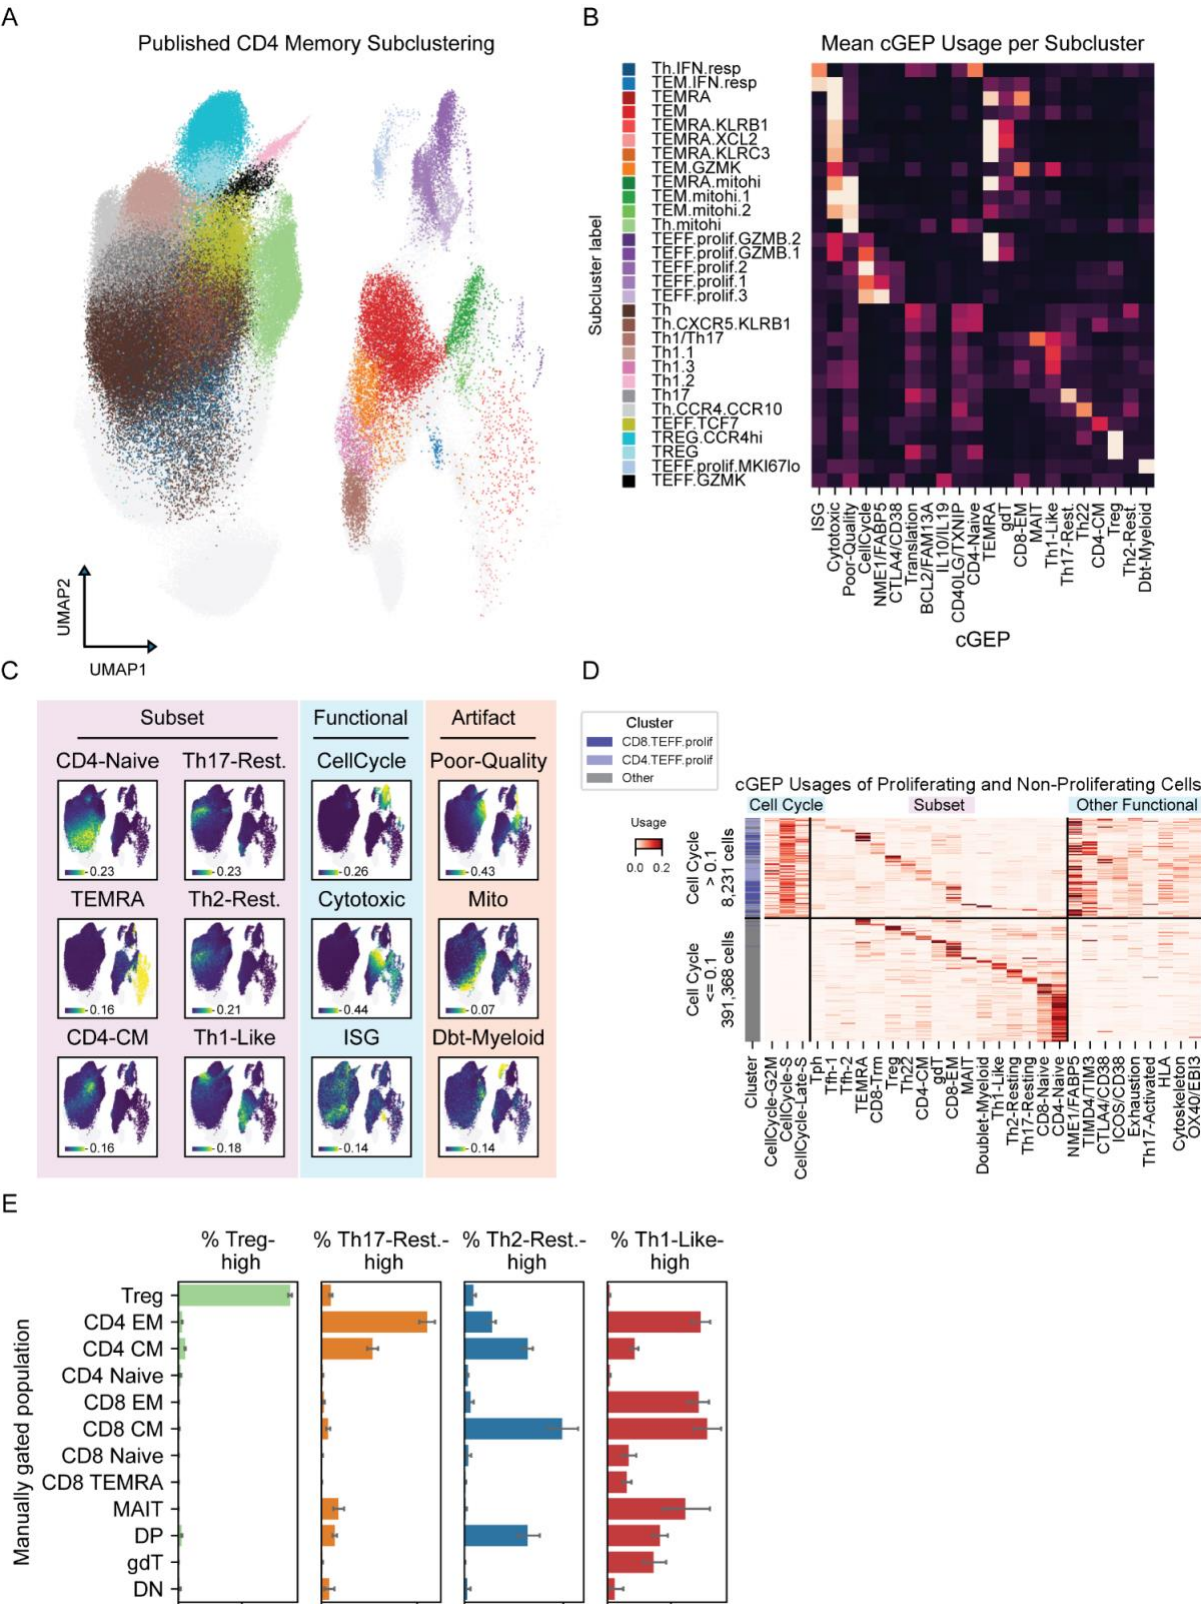 A
Published CD4 Memory Subclustering
UMAP2
UMAP1
B
Mean cGEP Usage per Subcluster
Subcluster label
Th.IFN.resp
TEM.IFN.resp
TEMRA
TEM
TEMRA.KLRB1
TEMRA.XCL2
TEMRA.KLRC3
TEM.GZMK
TEMRA.mitohi
TEM.mitohi.1
TEM.mitohi.2
Th.mitohi
TEFF.prolif.GZMB.2
TEFF.prolif.GZMB.1
TEFF.prolif.2
TEFF.prolif.1
TEFF.prolif.3
Th
Th.CXCR5.KLRB1
Th1/Th17
Th1.1
Th1.3
Th1.2
Th17
Th.CCR4.CCR10
TEFF.TCF7
TREG.CCR4hi
TREG
TEFF.prolif.MKI67lo
TEFF.GZMK
ISG
Cytotoxic
Poor-Quality
CellCycle
NME1/FABP5
CTLA4/CD38
Translation
BCL2/FAM13A
IL10/IL19
CD40LG/TXNIP
CD4-Naive
TEMRA
gdT
CD8-EM
MAIT
Th1-Like
Th17-Rest.
Th22
CD4-CM
Treg
Th2-Rest.
Dbt-Myeloid
cGEP
C
Subset
Functional
Artifact
CD4-Naive
Th17-Rest.
CellCycle
Poor-Quality
0.23
0.23
0.26
0.43
TEMRA
Th2-Rest.
Cytotoxic
Mito
0.16
0.21
0.44
0.07
CD4-CM
Th1-Like
ISG
Dbt-Myeloid
0.16
0.18
0.14
0.14
D
Cluster
CD8.TEFF.prolif
CD4.TEFF.prolif
Other
cGEP Usages of Proliferating and Non-Proliferating Cells
Cell Cycle
Subset
Other Functional
Usage
0.0 0.2
Cell Cycle
> 0.1
8,231 cells
Cell Cycle
<= 0.1
391,368 cells
Cluster
CellCycle-G2M
CellCycle-S
CellCycle-Late-S
Tph
Tfh-1
Tfh-2
TEMRA
CD8-Trm
Treg
Th22
CD4-CM
gdT
CD8-EM
MAIT
Doublet-Myeloid
Th1-Like
Th2-Resting
Th17-Resting
CD8-Naive
CD4-Naive
NME1/FABP5
TIMD4/TIM3
CTLA4/CD38
ICOS/CD38
Exhaustion
Th17-Activated
HLA
Cytoskeleton
OX40/EBI3
E
% Treg-
high
% Th17-Rest.-
high
% Th2-Rest.-
high
% Th1-Like-
high
Manually gated population
Treg
CD4 EM
CD4 CM
CD4 Naive
CD8 EM
CD8 CM
CD8 Naive
CD8 TEMRA
MAIT
DP
gdT
DN